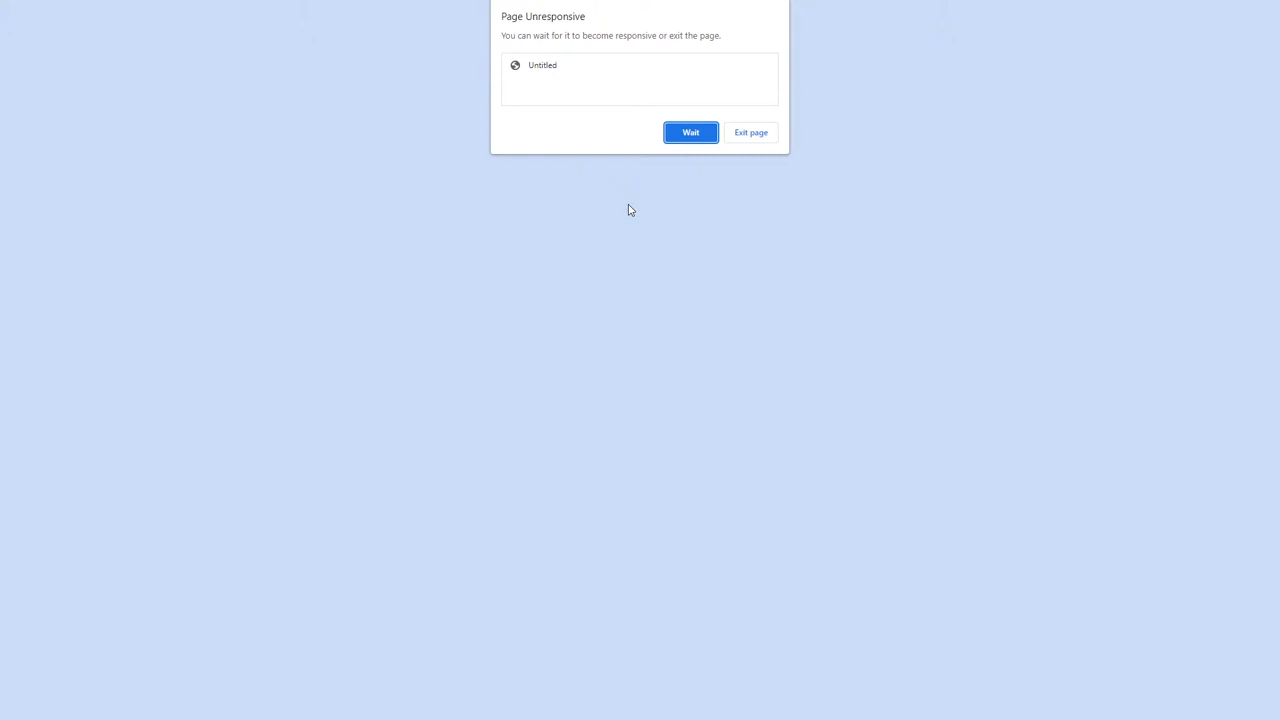 Page Unresponsive
You can wait for it to become responsive or exit the page.
Untitled
Wait
Exit page